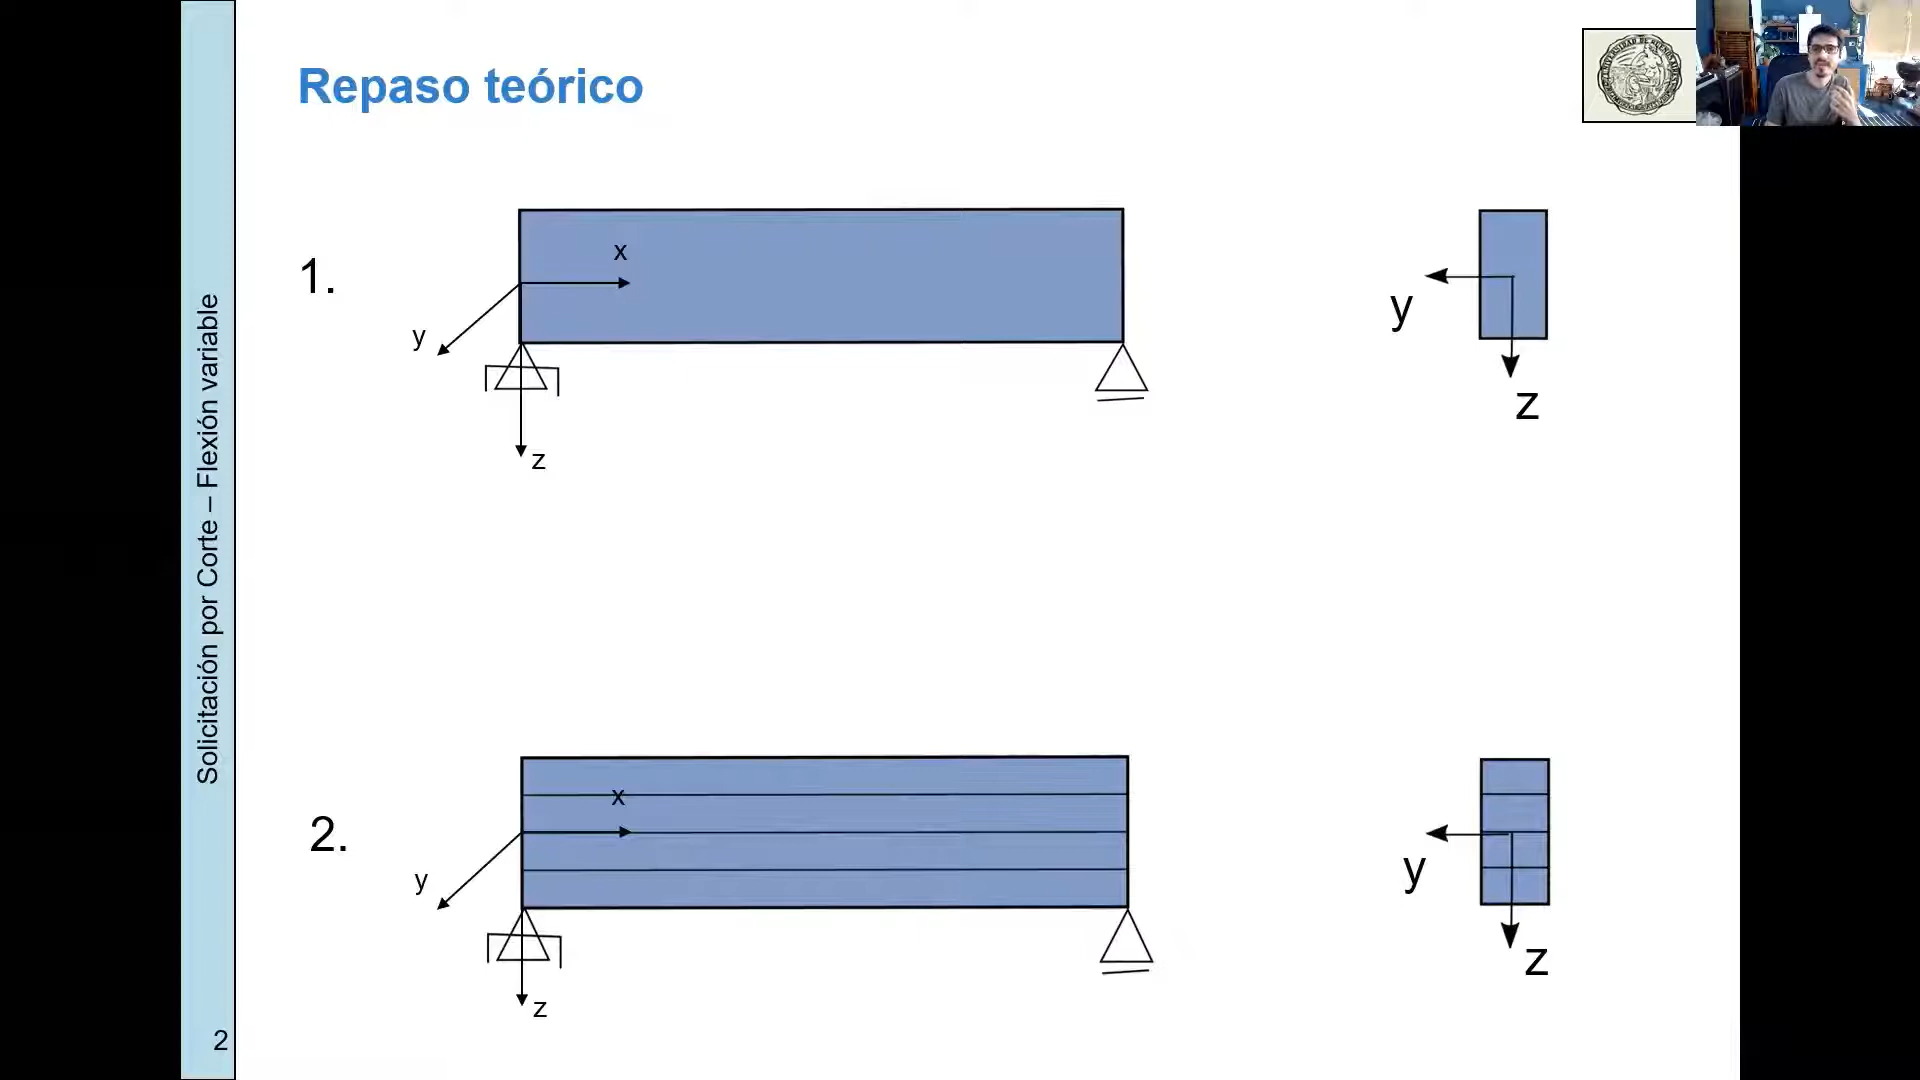 Repaso teórico
1.
x
y
z
y
z
2.
x
y
z
y
z
Solicitación por Corte – Flexión variable
2